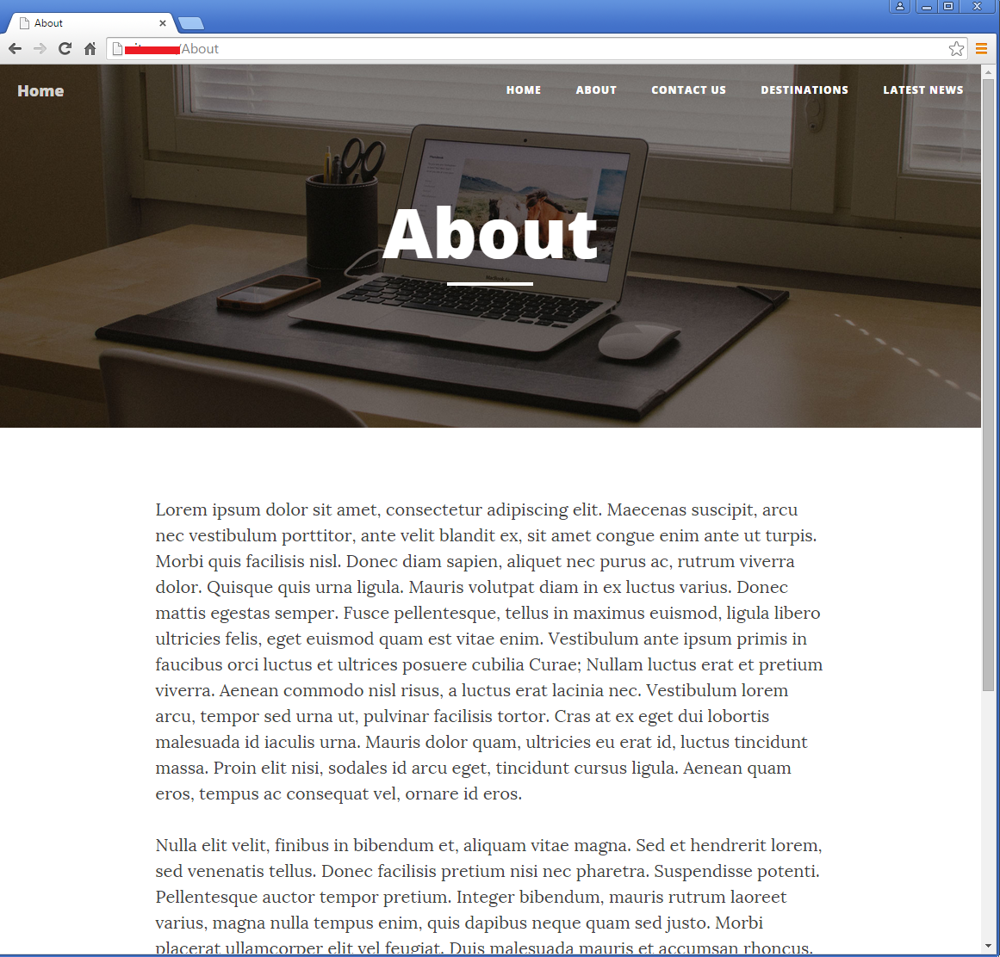 About
/About
Home
HOME ABOUT CONTACT US DESTINATIONS LATEST NEWS
About
MacBook Air
Lorem ipsum dolor sit amet, consectetur adipiscing elit. Maecenas suscipit, arcu
nec vestibulum porttitor, ante velit blandit ex, sit amet congue enim ante ut turpis.
Morbi quis facilisis nisl. Donec diam sapien, aliquet nec purus ac, rutrum viverra
dolor. Quisque quis urna ligula. Mauris volutpat diam in ex luctus varius. Donec
mattis egestas semper. Fusce pellentesque, tellus in maximus euismod, ligula libero
ultricies felis, eget euismod quam est vitae enim. Vestibulum ante ipsum primis in
faucibus orci luctus et ultrices posuere cubilia Curae; Nullam luctus erat et pretium
viverra. Aenean commodo nisl risus, a luctus erat lacinia nec. Vestibulum lorem
arcu, tempor sed urna ut, pulvinar facilisis tortor. Cras at ex eget dui lobortis
malesuada id iaculis urna. Mauris dolor quam, ultricies eu erat id, luctus tincidunt
massa. Proin elit nisi, sodales id arcu eget, tincidunt cursus ligula. Aenean quam
eros, tempus ac consequat vel, ornare id eros.
Nulla elit velit, finibus in bibendum et, aliquam vitae magna. Sed et hendrerit lorem,
sed venenatis tellus. Donec facilisis pretium nisi nec pharetra. Suspendisse potenti.
Pellentesque auctor tempor pretium. Integer bibendum, mauris rutrum laoreet
varius, magna nulla tempus enim, quis dapibus neque quam sed justo. Morbi
placerat ullamcorper elit vel feugiat. Duis malesuada mauris et accumsan rhoncus.